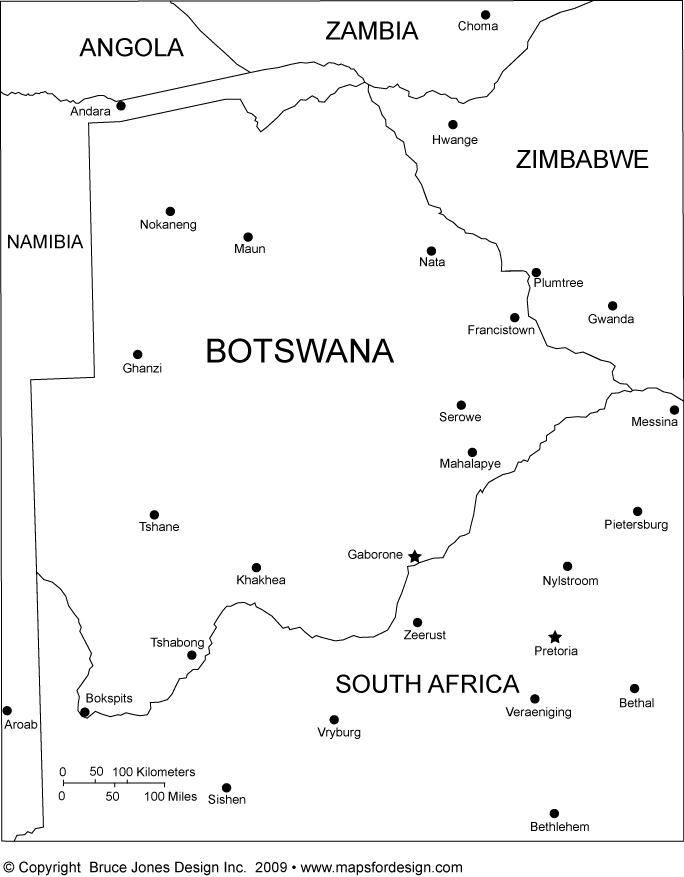 ZAMBIA
Choma
ANGOLA
Andara
Hwange
ZIMBABWE
Nokaneng
NAMIBIA
Maun
Nata
Plumtree
Gwanda
Francistown
BOTSWANA
Ghanzi
Serowe
Messina
Mahalapye
Tshane
Pietersburg
Gaborone
Khakhea
Nylstroom
Zeerust
Tshabong
Pretoria
SOUTH AFRICA
Bokspits
Bethal
Veraeniging
Aroab
Vryburg
0 50 100 Kilometers
0 50 100 Miles
Sishen
Bethlehem
© Copyright Bruce Jones Design Inc. 2009 • www.mapsfordesign.com